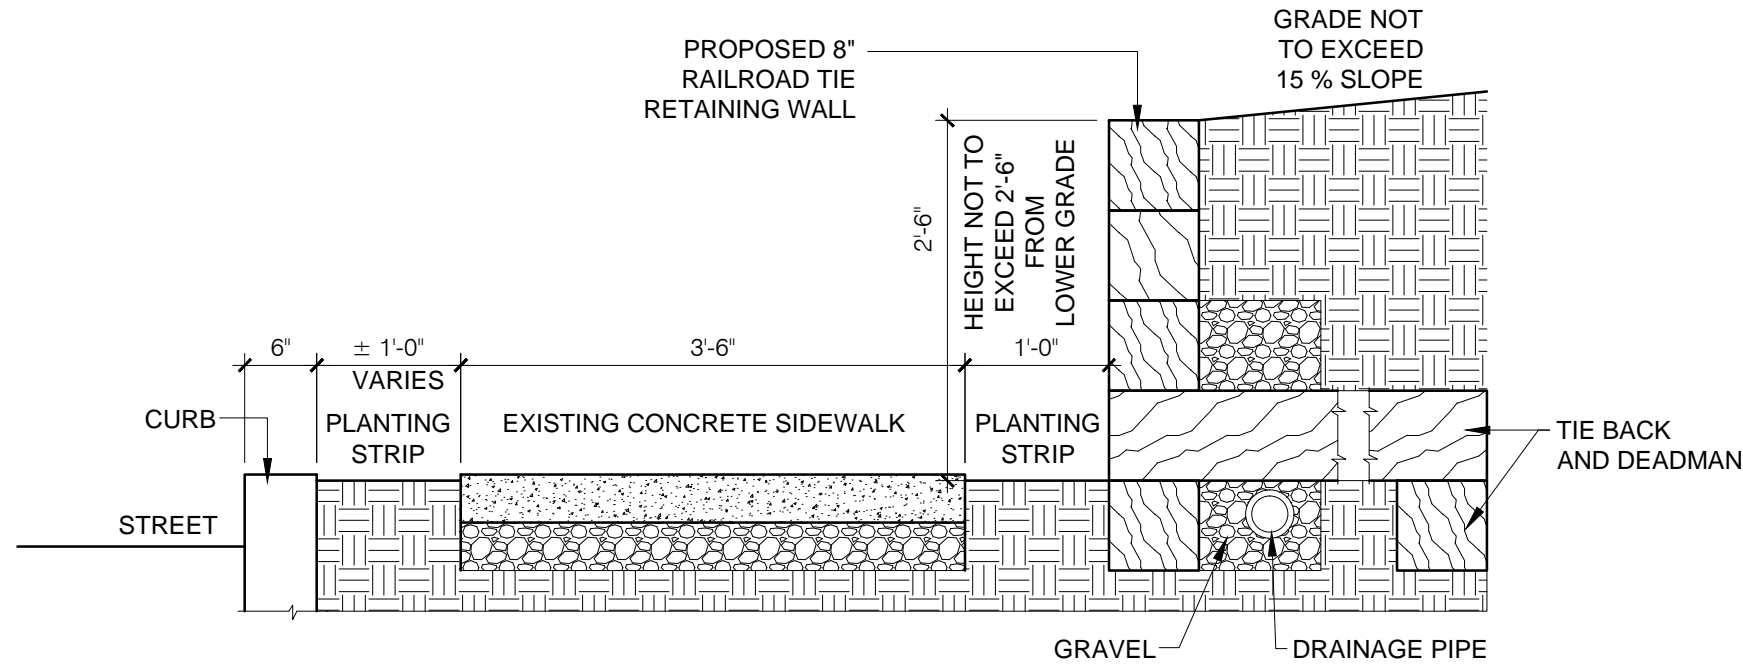 GRADE NOT
TO EXCEED
15 % SLOPE
PROPOSED 8"
RAILROAD TIE
RETAINING WALL
2'-6"
HEIGHT NOT TO
EXCEED 2'-6"
FROM
LOWER GRADE
6"
± 1'-0"
VARIES
3'-6"
1'-0"
CURB
PLANTING
STRIP
EXISTING CONCRETE SIDEWALK
PLANTING
STRIP
TIE BACK
AND DEADMAN
STREET
GRAVEL
DRAINAGE PIPE